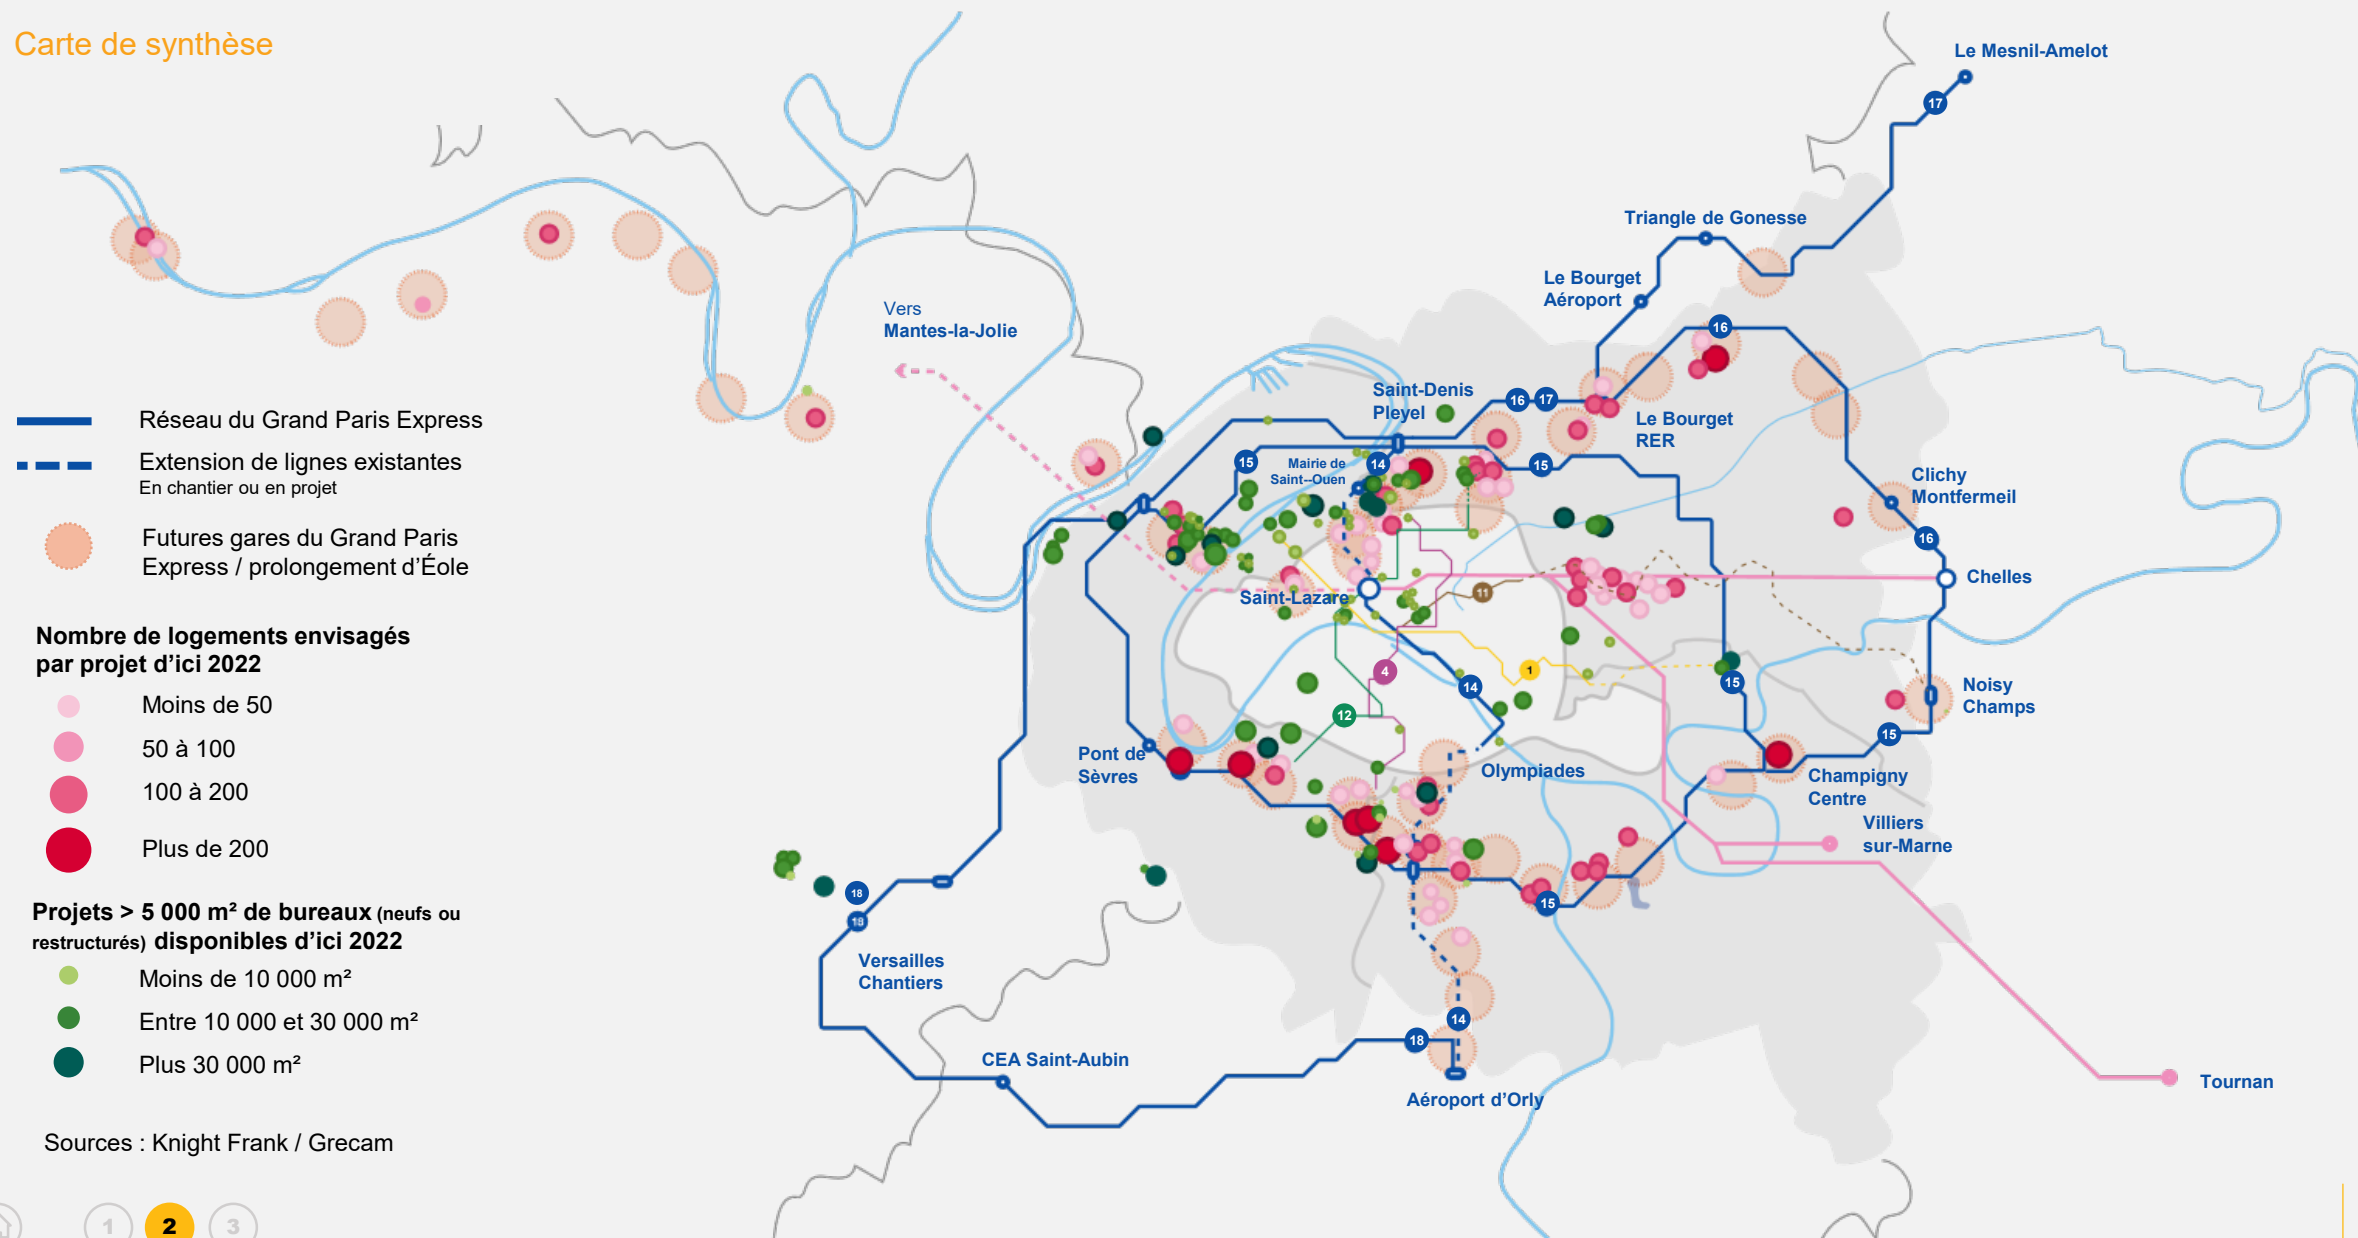 Carte de synthèse
Le Mesnil-Amelot
17
Triangle de Gonesse
Le Bourget
Aéroport
Vers
Mantes-la-Jolie
16
Saint-Denis
Pleyel
16
17
Le Bourget
RER
Réseau du Grand Paris Express
Extension de lignes existantes
En chantier ou en projet
15
Mairie de
Saint--Ouen
14
15
Clichy
Montfermeil
16
Futures gares du Grand Paris
Express / prolongement d'Éole
Chelles
Saint-Lazare
11
Nombre de logements envisagés
par projet d'ici 2022
Moins de 50
50 à 100
100 à 200
Plus de 200
4
1
14
15
Noisy
Champs
12
15
Pont de
Sèvres
Olympiades
Champigny
Centre
Villiers
sur-Marne
Projets > 5 000 m² de bureaux (neufs ou
restructurés) disponibles d'ici 2022
Moins de 10 000 m²
Entre 10 000 et 30 000 m²
Plus 30 000 m²
18
18
15
Versailles
Chantiers
14
18
CEA Saint-Aubin
Aéroport d'Orly
Tournan
Sources : Knight Frank / Grecam
1
2
3